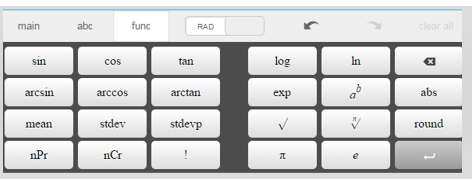 main abc func RAD clear all
sin cos tan log ln
arcsin arccos arctan exp a^b abs
mean stdev stdevp √ ⁿ√ round
nPr nCr ! π e